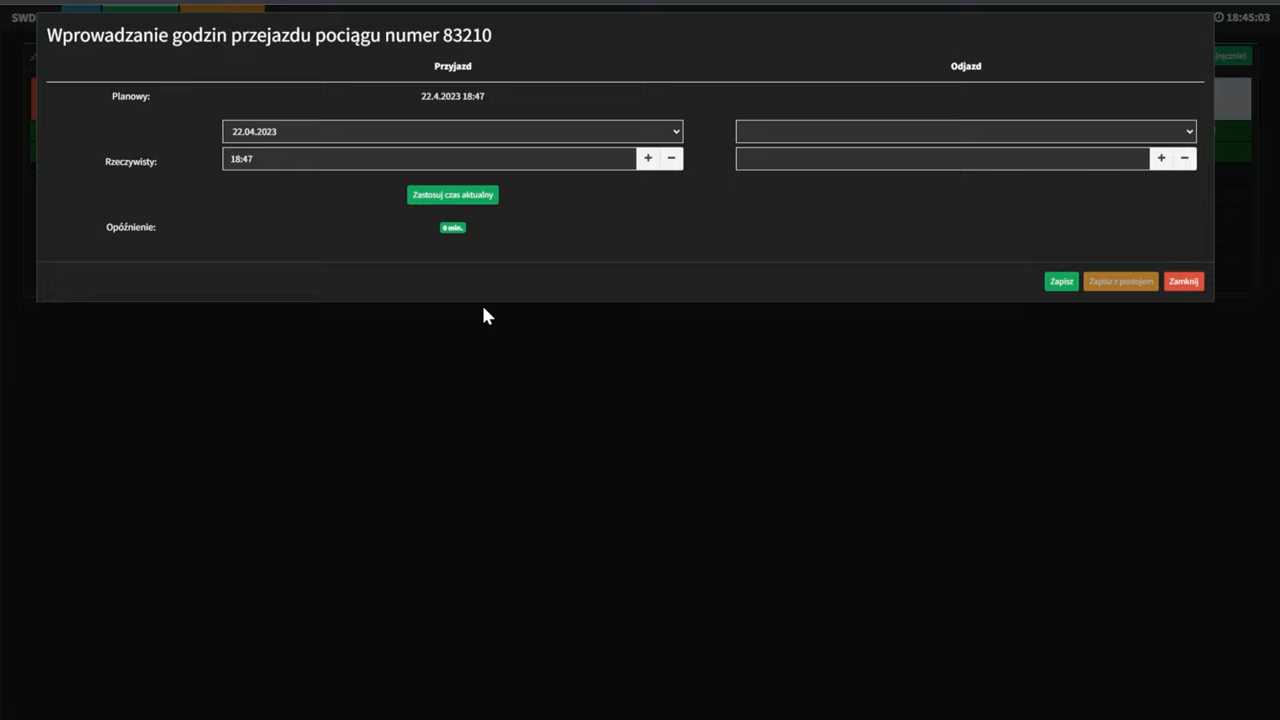 SWD
18:45:03
Wprowadzanie godzin przejazdu pociągu numer 83210
(ręcznie)
Przyjazd Odjazd
Planowy: 22.4.2023 18:47
22.04.2023
Rzeczywisty: 18:47 + − + −
Zastosuj czas aktualny
Opóźnienie: 0 min.
Zapisz Zapisz z postojem Zamknij